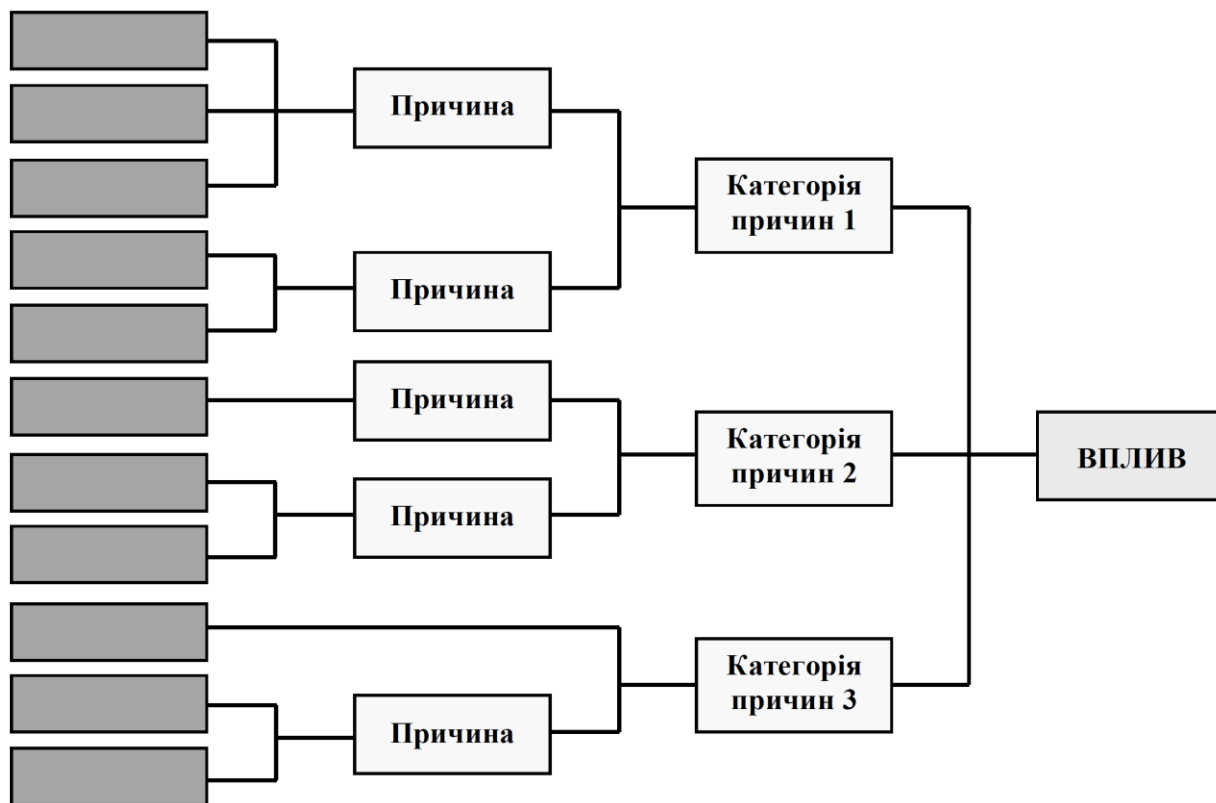 Причина
Категорія
причин 1
Причина
Причина
Категорія
причин 2
ВПЛИВ
Причина
Категорія
причин 3
Причина